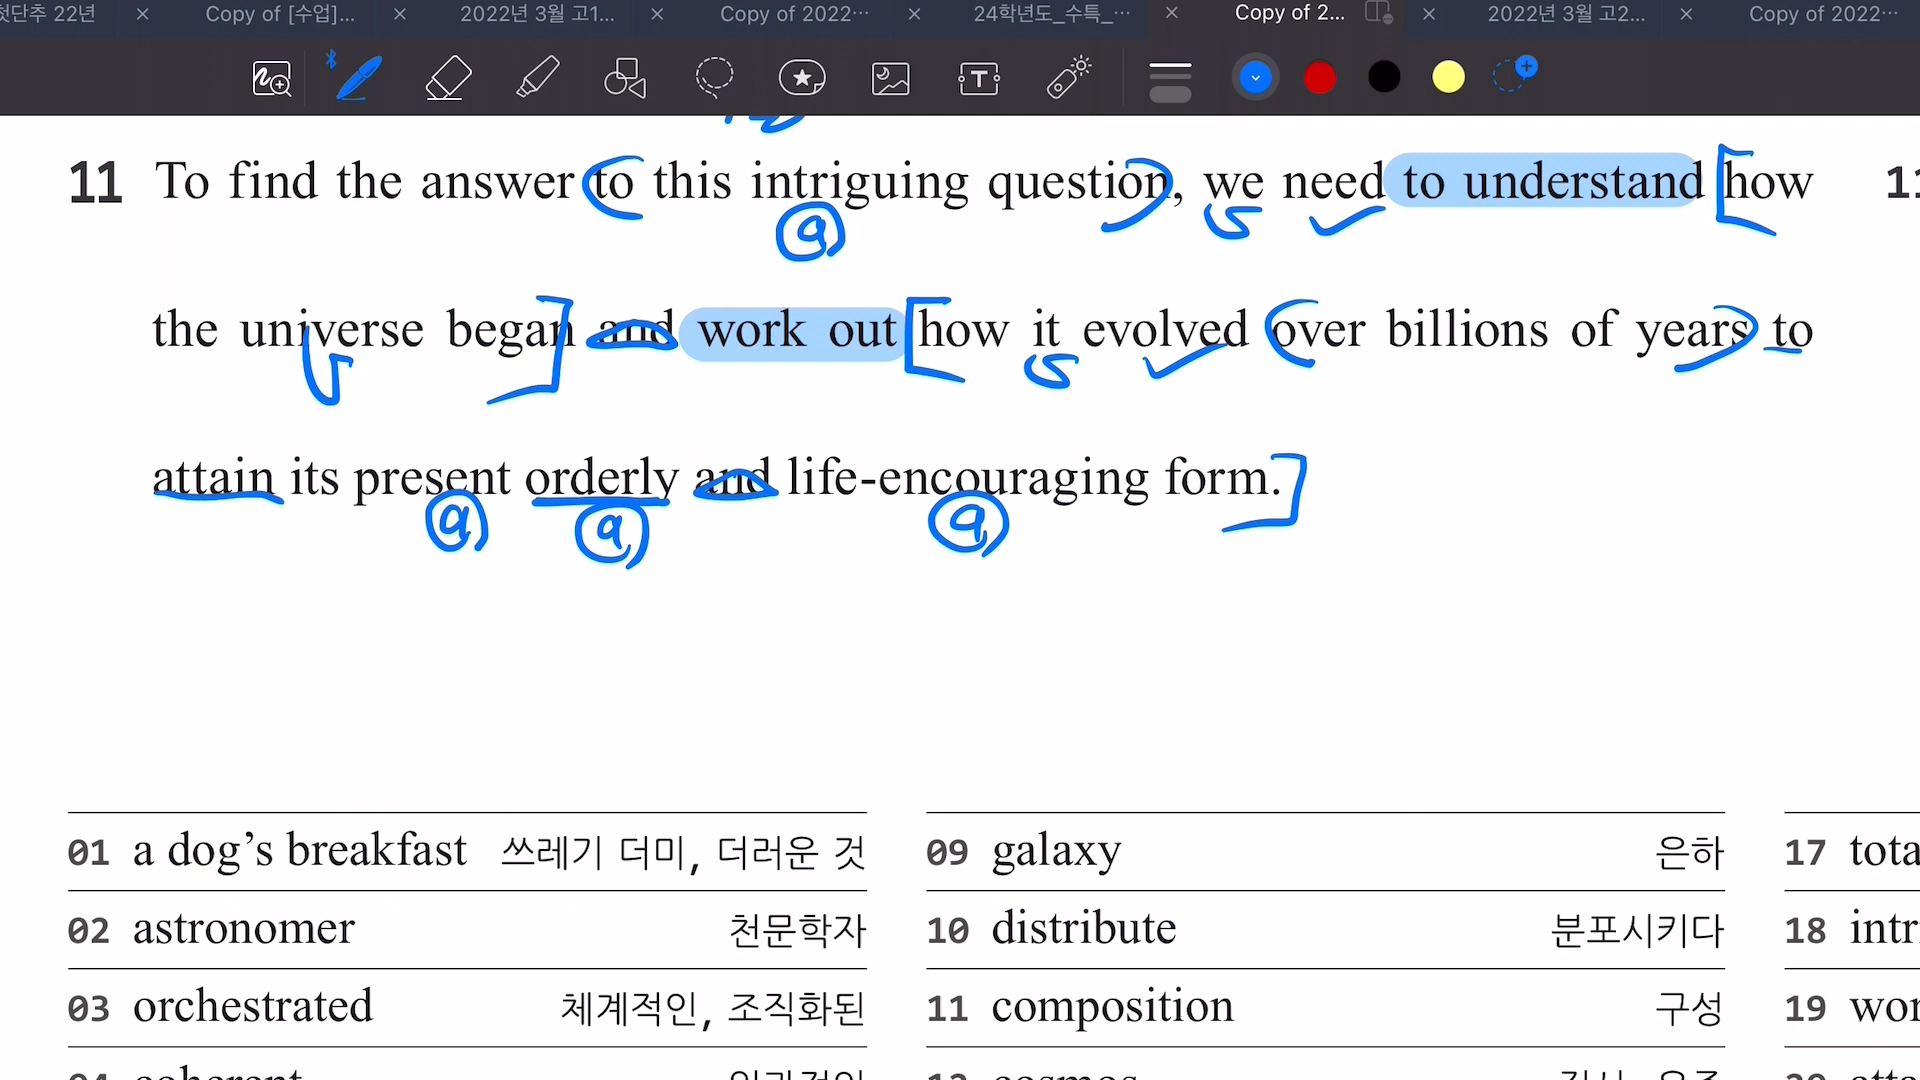 첫단추 22년
Copy of [수업]...
2022년 3월 고1...
Copy of 2022...
24학년도_수특_...
Copy of 2...
2022년 3월 고2...
Copy of 2022...
11 To find the answer to this intriguing question, we need to understand how
the universe began and work out how it evolved over billions of years to
attain its present orderly and life-encouraging form.
S
a
S
S
a
a
a
01 a dog's breakfast 쓰레기 더미, 더러운 것
02 astronomer 천문학자
03 orchestrated 체계적인, 조직화된
09 galaxy 은하
10 distribute 분포시키다
11 composition 구성
17
18
19